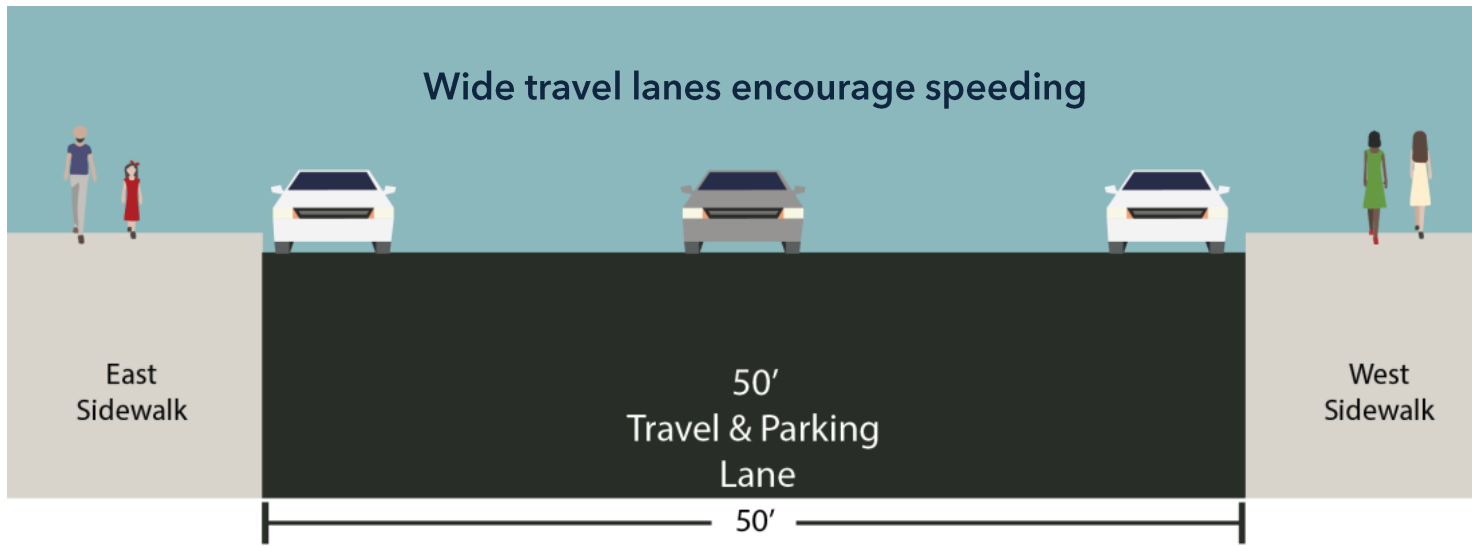 Wide travel lanes encourage speeding
East
Sidewalk
50’
Travel & Parking
Lane
West
Sidewalk
50’